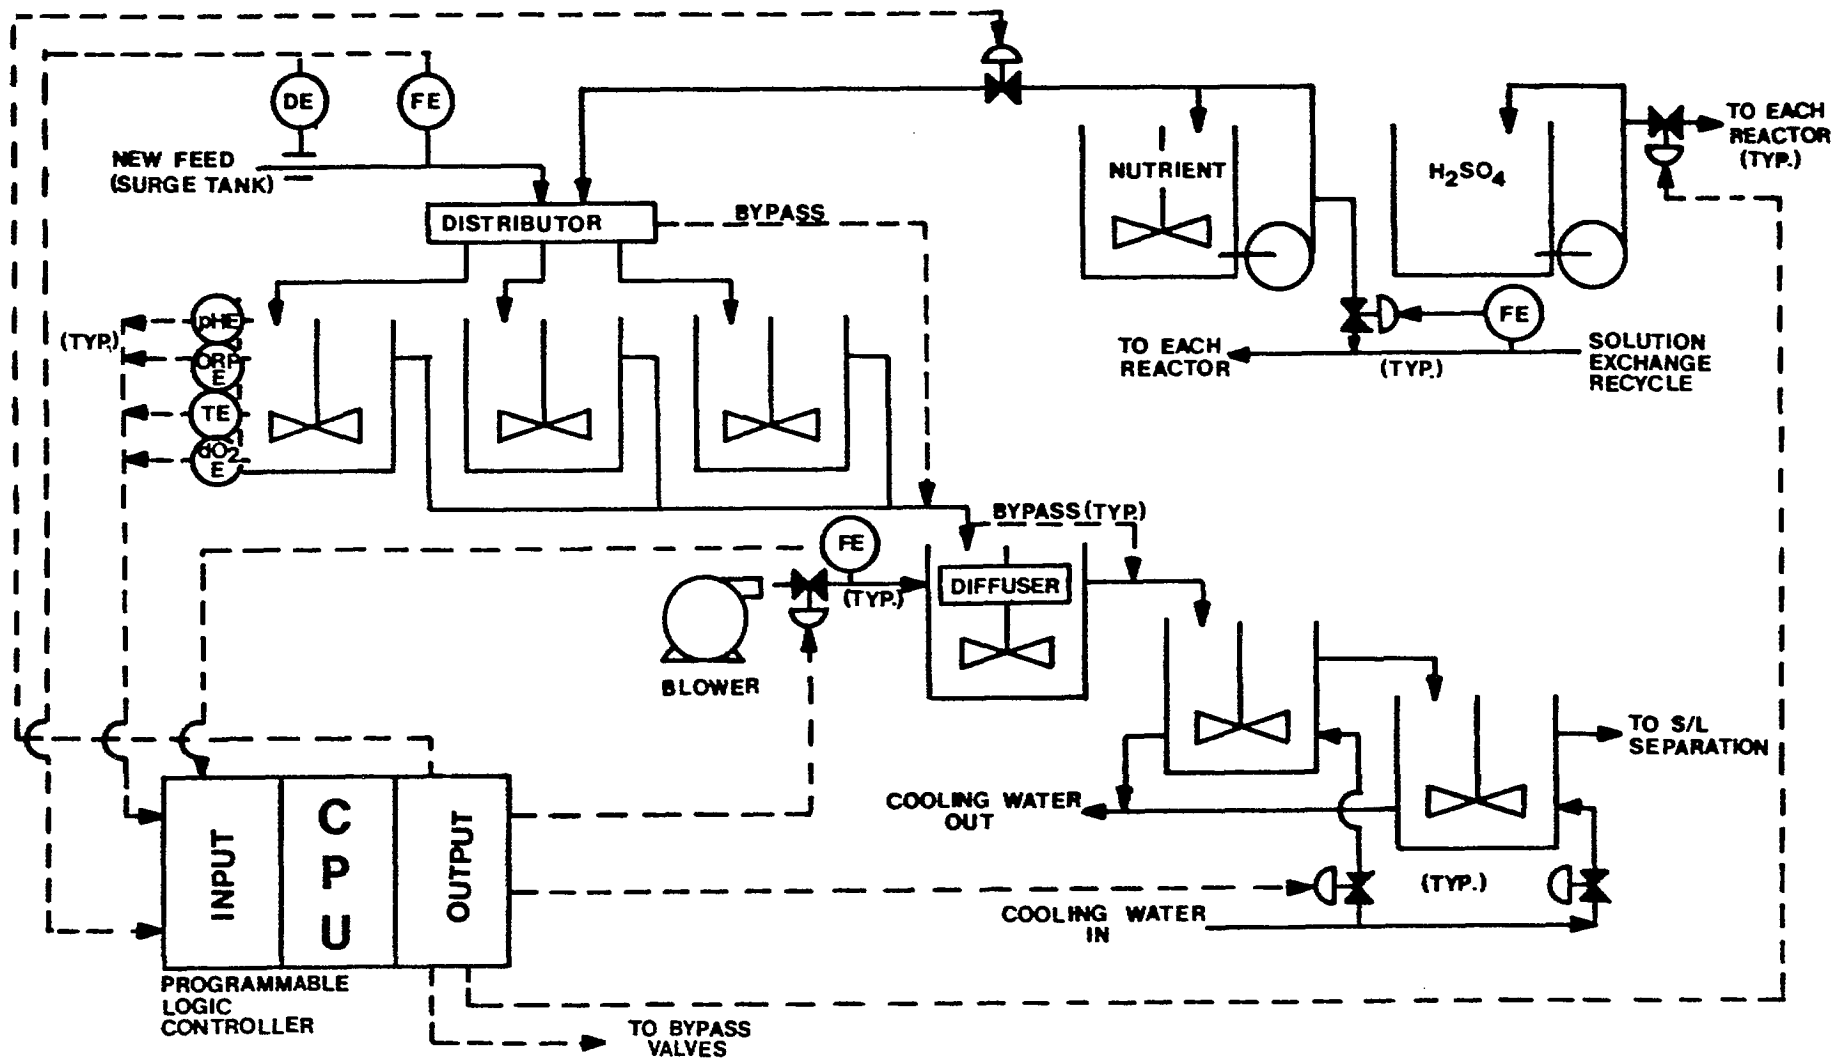 DE
FE
NEW FEED
(SURGE TANK)
DISTRIBUTOR
BYPASS
NUTRIENT
H2SO4
TO EACH
REACTOR
(TYP.)
pHE
ORP
E
TE
dO2
E
(TYP.)
FE
TO EACH
REACTOR
(TYP.)
SOLUTION
EXCHANGE
RECYCLE
BYPASS (TYP.)
FE
(TYP.)
DIFFUSER
BLOWER
TO S/L
SEPARATION
COOLING WATER
OUT
(TYP.)
COOLING WATER
IN
INPUT
CPU
OUTPUT
PROGRAMMABLE
LOGIC
CONTROLLER
TO BYPASS
VALVES